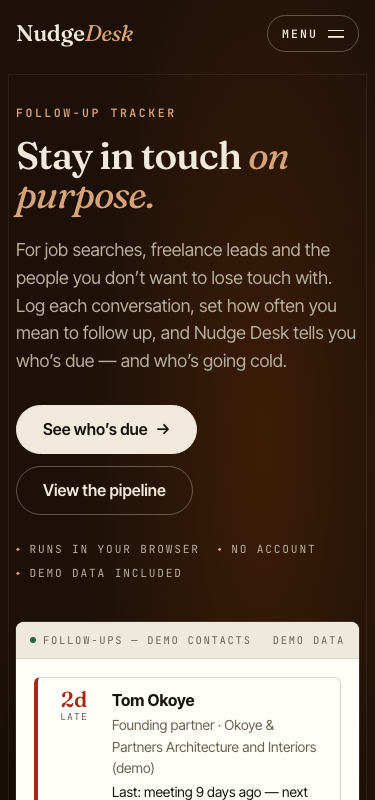 NudgeDesk
MENU
FOLLOW-UP TRACKER
Stay in touch on
purpose.
For job searches, freelance leads and the
people you don’t want to lose touch with.
Log each conversation, set how often you
mean to follow up, and Nudge Desk tells you
who’s due — and who’s going cold.
See who’s due →
View the pipeline
RUNS IN YOUR BROWSER
NO ACCOUNT
DEMO DATA INCLUDED
FOLLOW-UPS — DEMO CONTACTS
DEMO DATA
2d
LATE
Tom Okoye
Founding partner · Okoye &
Partners Architecture and Interiors
(demo)
Last: meeting 9 days ago — next